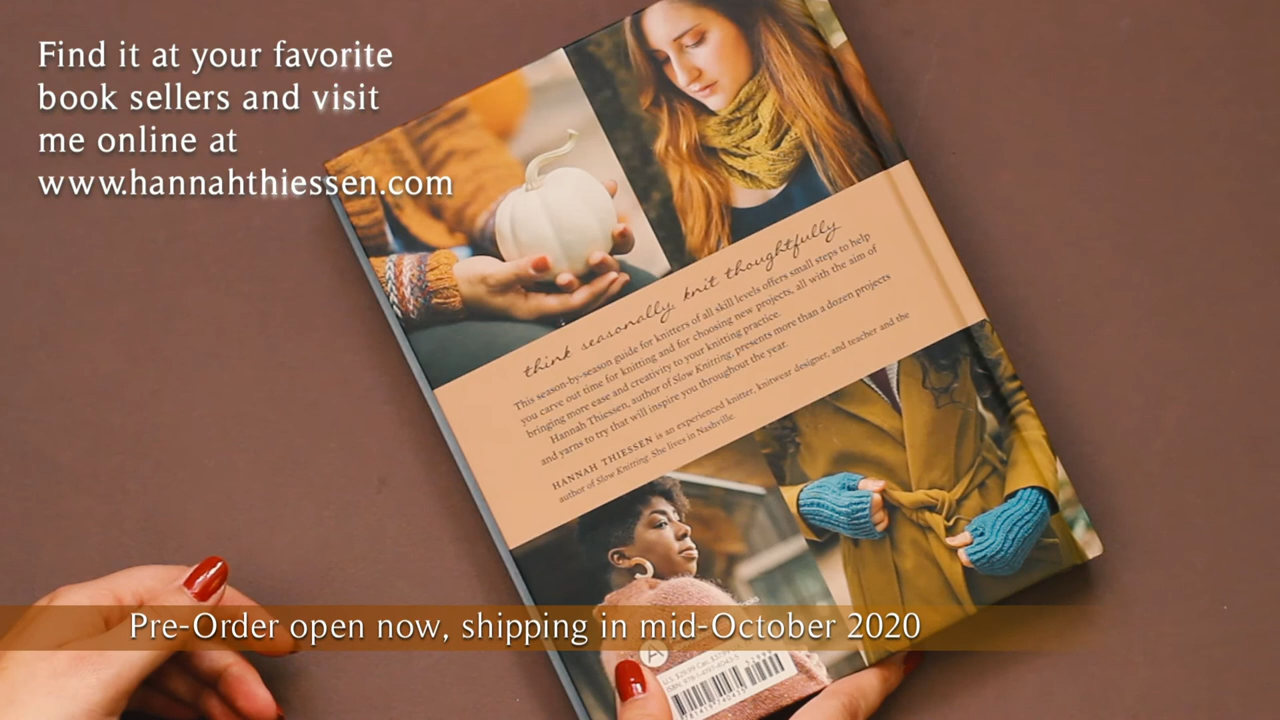 Find it at your favorite
book sellers and visit
me online at
www.hannahthiessen.com
think seasonally knit thoughtfully
This season-by-season guide for knitters of all skill levels offers small steps to help
you carve out time for knitting and for choosing new projects, all with the aim of
bringing more ease and creativity to your knitting practice.
Hannah Thiessen, author of Slow Knitting, presents more than a dozen projects
and yarns to try that will inspire you throughout the year.
HANNAH THIESSEN is an experienced knitter, knitwear designer, and teacher and the
author of Slow Knitting. She lives in Nashville.
Pre-Order open now, shipping in mid-October 2020
A